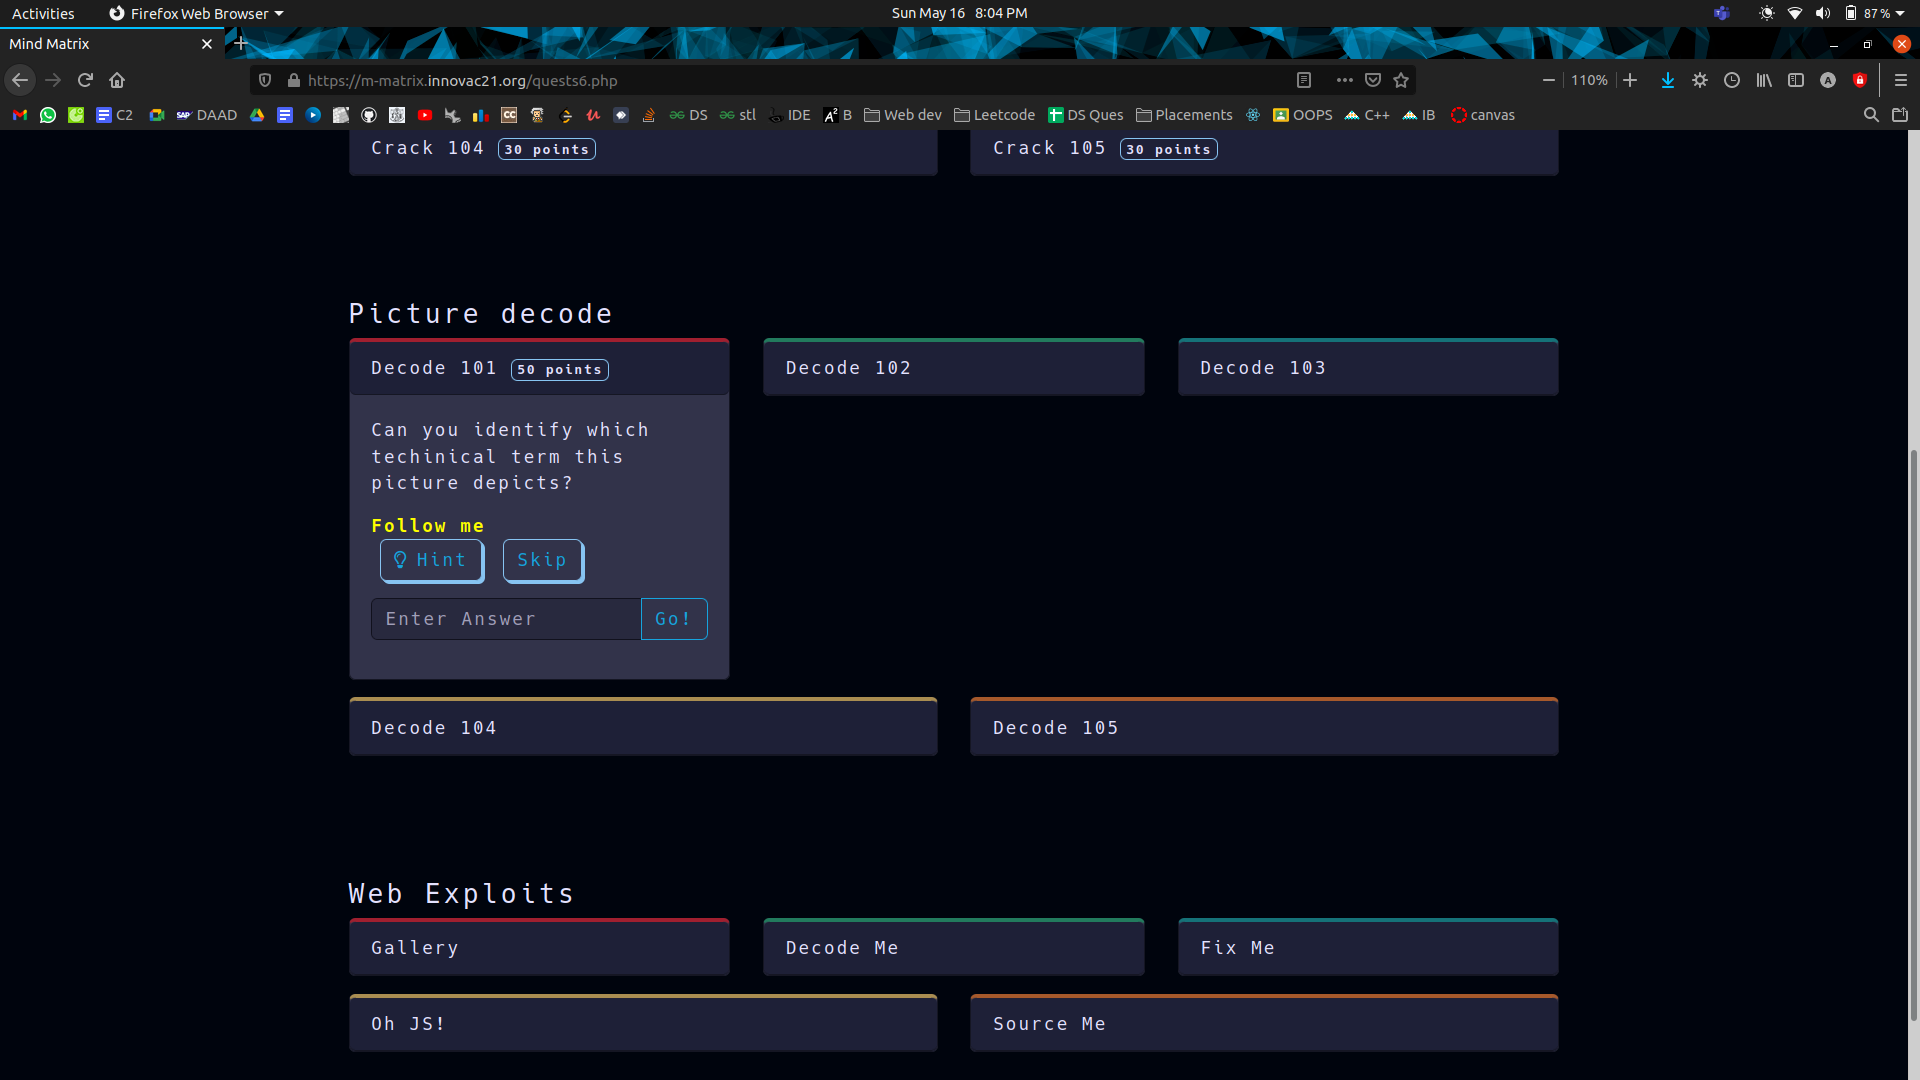 Activities Firefox Web Browser Sun May 16 8:04 PM 87 %
Mind Matrix
https://m-matrix.innovac21.org/quests6.php 110%
C2 DAAD DS stl IDE B Web dev Leetcode DS Ques Placements OOPS C++ IB canvas
Crack 104 30 points Crack 105 30 points
Picture decode
Decode 101 50 points Decode 102 Decode 103
Can you identify which
techinical term this
picture depicts?
Follow me
Hint Skip
Enter Answer Go!
Decode 104 Decode 105
Web Exploits
Gallery Decode Me Fix Me
Oh JS! Source Me